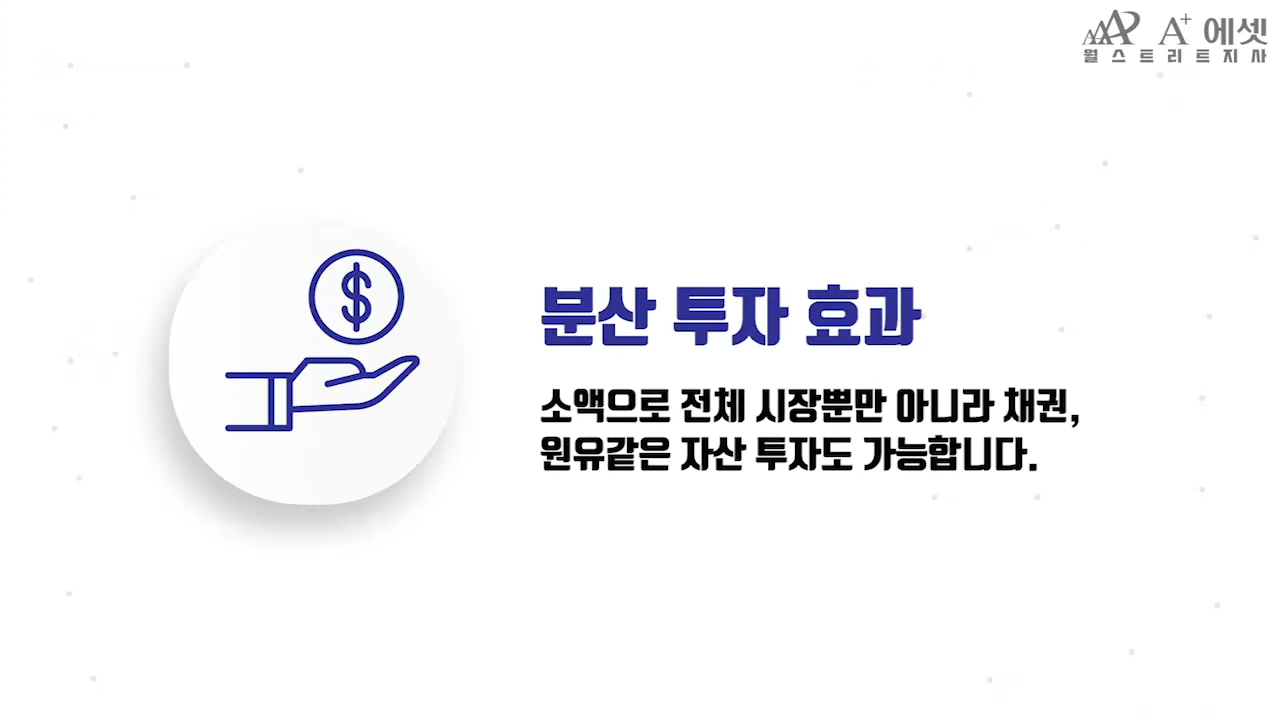 A+ 에셋
월스트리트지사
분산 투자 효과
소액으로 전체 시장뿐만 아니라 채권,
원유같은 자산 투자도 가능합니다.